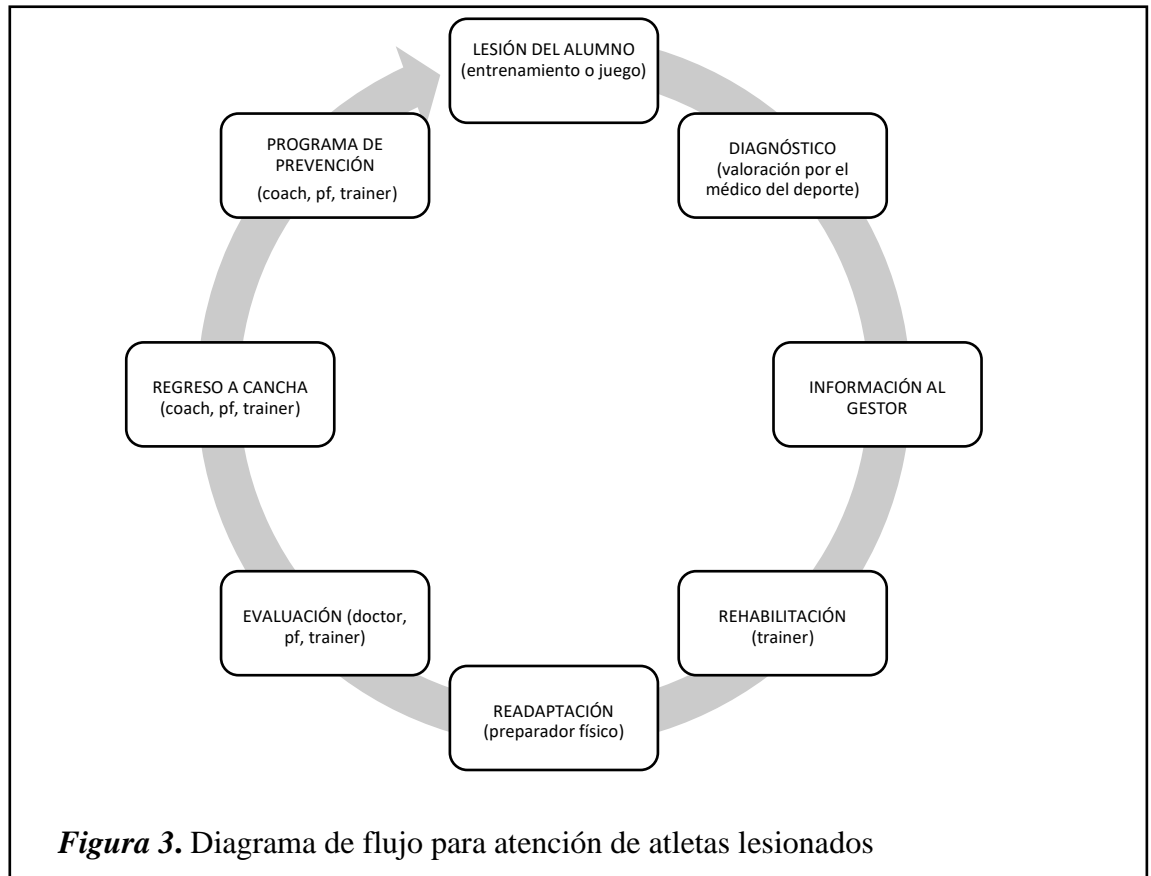 LESIÓN DEL ALUMNO
(entrenamiento o juego)
DIAGNÓSTICO
(valoración por el
médico del deporte)
INFORMACIÓN AL
GESTOR
REHABILITACIÓN
(trainer)
READAPTACIÓN
(preparador físico)
EVALUACIÓN (doctor,
pf, trainer)
REGRESO A CANCHA
(coach, pf, trainer)
PROGRAMA DE
PREVENCIÓN
(coach, pf, trainer)
Figura 3. Diagrama de flujo para atención de atletas lesionados